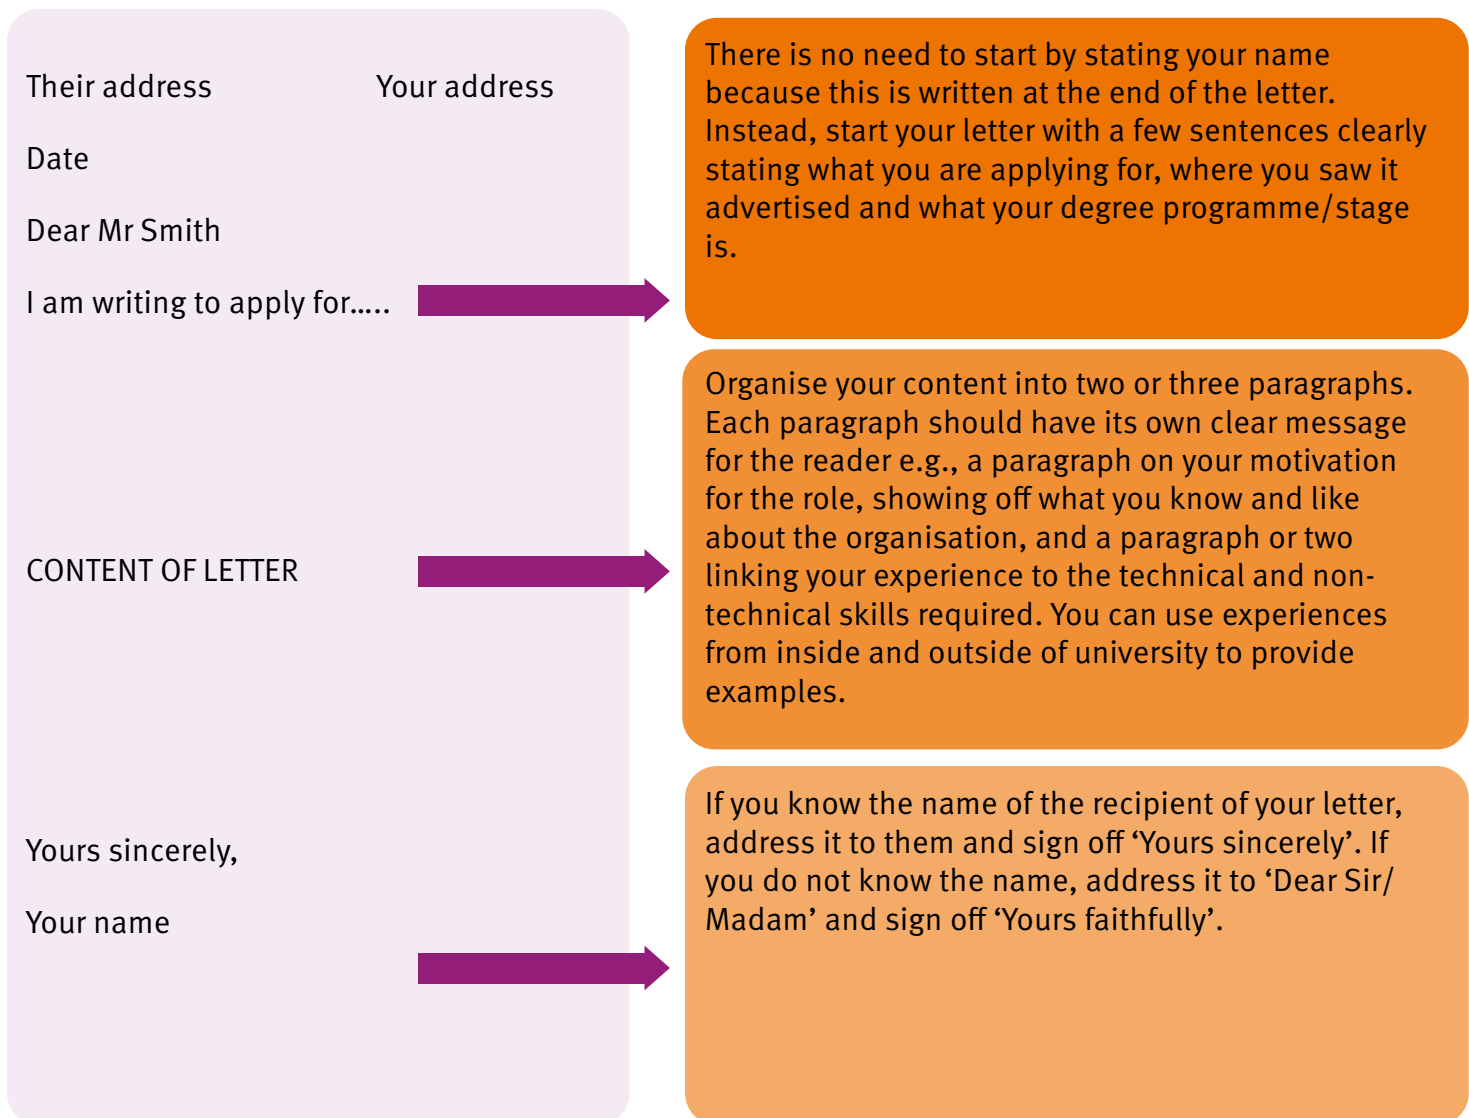 Their address Your address
Date
Dear Mr Smith
I am writing to apply for.....
CONTENT OF LETTER
Yours sincerely,
Your name
There is no need to start by stating your name
because this is written at the end of the letter.
Instead, start your letter with a few sentences clearly
stating what you are applying for, where you saw it
advertised and what your degree programme/stage
is.
Organise your content into two or three paragraphs.
Each paragraph should have its own clear message
for the reader e.g., a paragraph on your motivation
for the role, showing off what you know and like
about the organisation, and a paragraph or two
linking your experience to the technical and non-
technical skills required. You can use experiences
from inside and outside of university to provide
examples.
If you know the name of the recipient of your letter,
address it to them and sign off ‘Yours sincerely’. If
you do not know the name, address it to ‘Dear Sir/
Madam’ and sign off ‘Yours faithfully’.